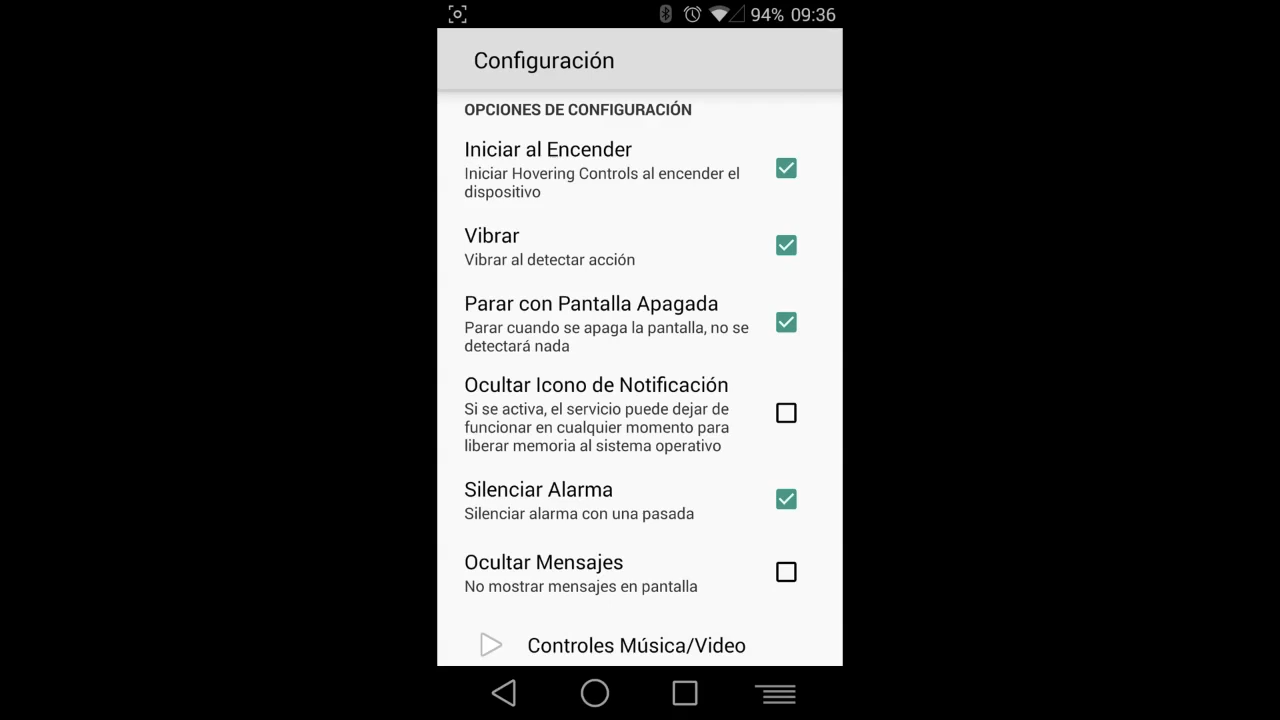 94% 09:36
Configuración
OPCIONES DE CONFIGURACIÓN
Iniciar al Encender
Iniciar Hovering Controls al encender el
dispositivo
Vibrar
Vibrar al detectar acción
Parar con Pantalla Apagada
Parar cuando se apaga la pantalla, no se
detectará nada
Ocultar Icono de Notificación
Si se activa, el servicio puede dejar de
funcionar en cualquier momento para
liberar memoria al sistema operativo
Silenciar Alarma
Silenciar alarma con una pasada
Ocultar Mensajes
No mostrar mensajes en pantalla
Controles Música/Video